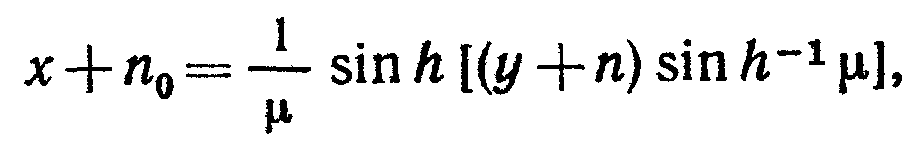 x + n₀ = 1/μ sin h [(y + n) sin h⁻¹ μ],